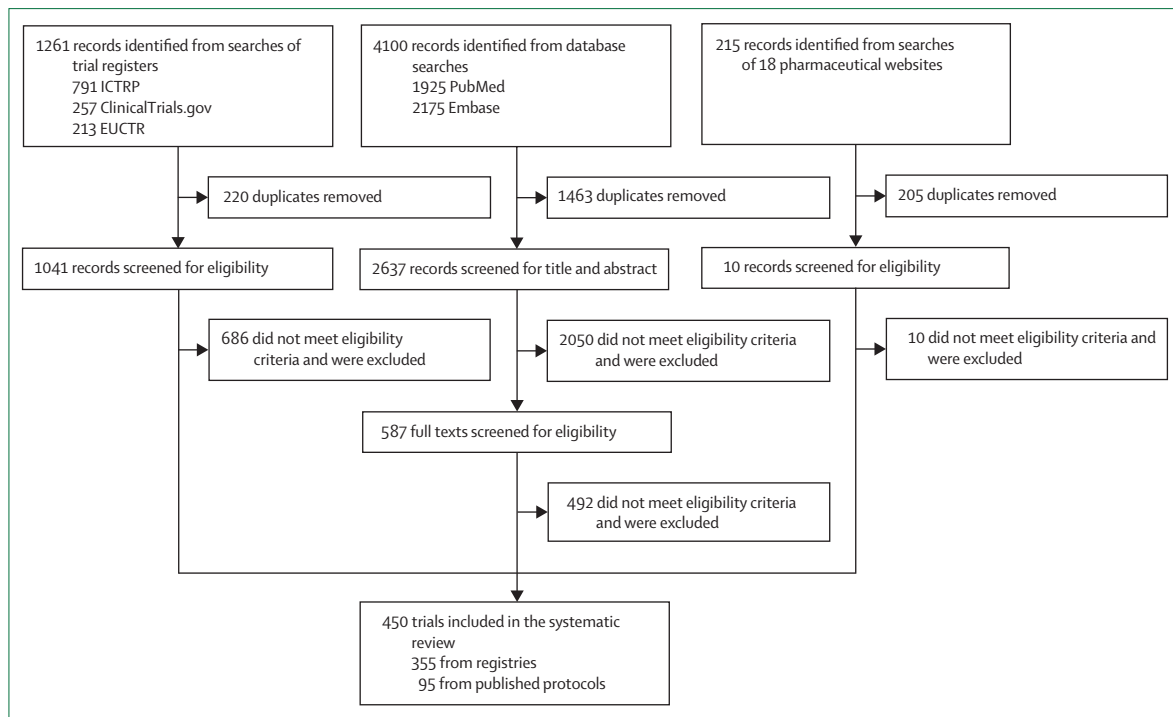 1261 records identified from searches of
trial registers
791 ICTRP
257 ClinicalTrials.gov
213 EUCTR
4100 records identified from database
searches
1925 PubMed
2175 Embase
215 records identified from searches
of 18 pharmaceutical websites
220 duplicates removed
1463 duplicates removed
205 duplicates removed
1041 records screened for eligibility
2637 records screened for title and abstract
10 records screened for eligibility
686 did not meet eligibility
criteria and were excluded
2050 did not meet eligibility criteria
and were excluded
10 did not meet eligibility criteria and
were excluded
587 full texts screened for eligibility
492 did not meet eligibility criteria
and were excluded
450 trials included in the systematic
review
355 from registries
95 from published protocols